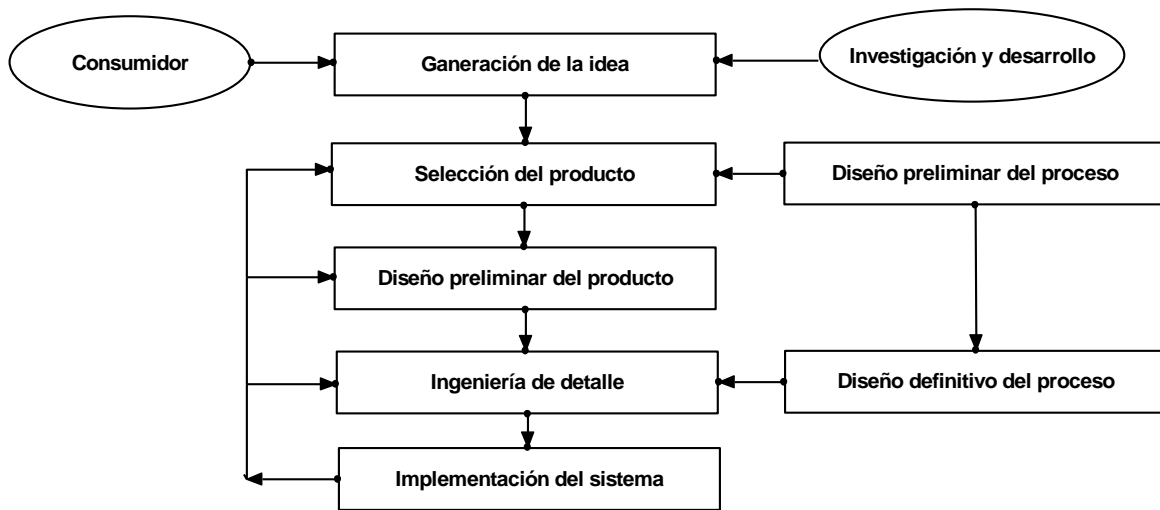 Consumidor
Ganeración de la idea
Investigación y desarrollo
Selección del producto
Diseño preliminar del proceso
Diseño preliminar del producto
Ingeniería de detalle
Diseño definitivo del proceso
Implementación del sistema